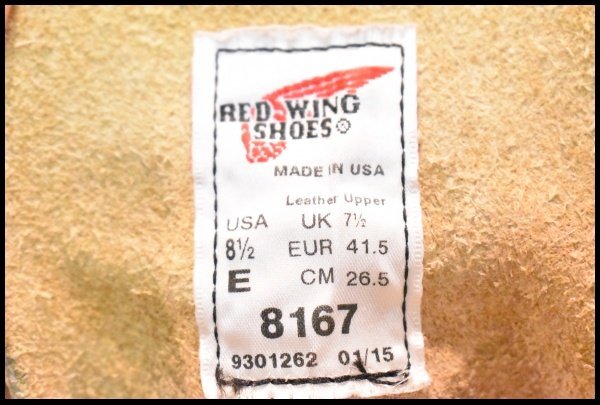 RED WING
SHOES®
MADE IN USA
Leather Upper
USA UK 7½
8½ EUR 41.5
E CM 26.5
8167
9301262 01/15